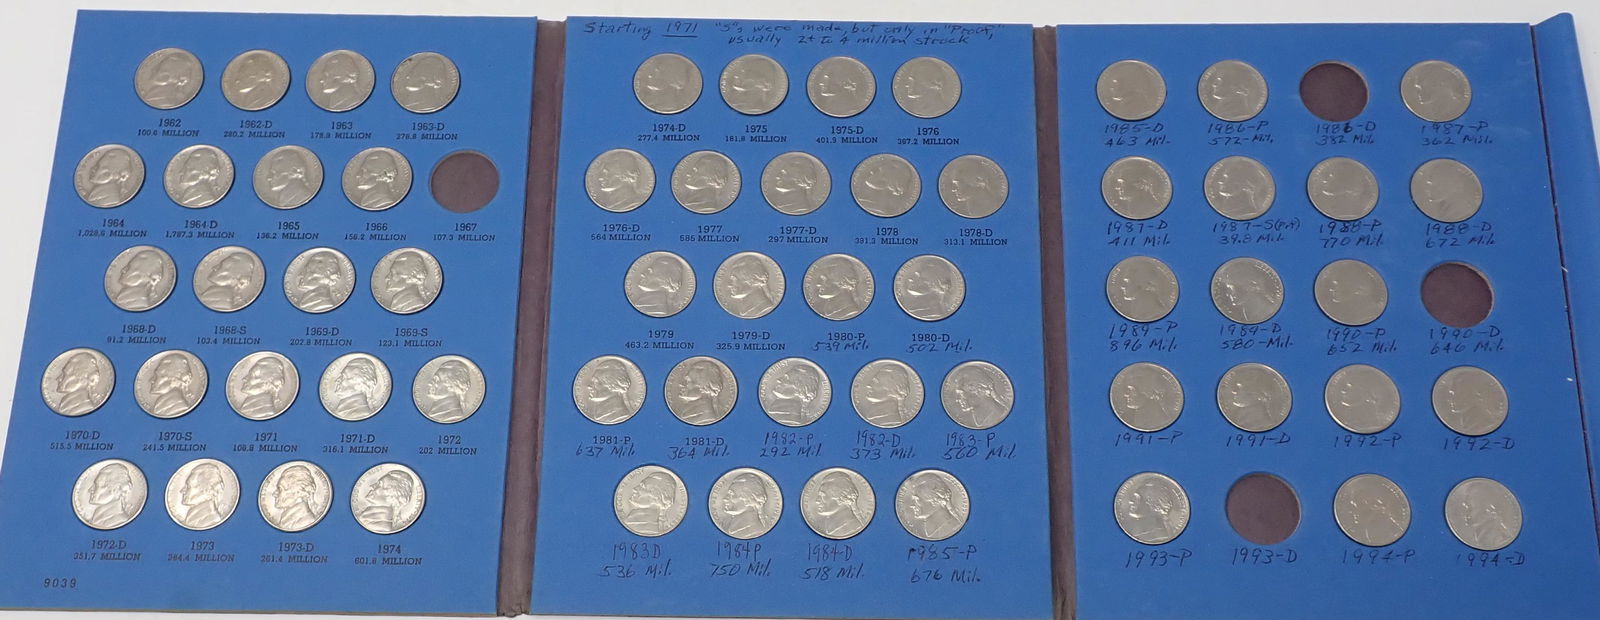 1962 1962-D 1963 1963-D
100.6 MILLION 280.2 MILLION 178.8 MILLION 276.8 MILLION
1964 1964-D 1965 1966 1967
1,028.6 MILLION 1,787.3 MILLION 136.2 MILLION 156.2 MILLION 107.3 MILLION
1968-D 1968-S 1969-D 1969-S
91.2 MILLION 103.4 MILLION 202.8 MILLION 123.1 MILLION
1970-D 1970-S 1971 1971-D 1972
515.5 MILLION 241.5 MILLION 108.8 MILLION 316.1 MILLION 202 MILLION
1972-D 1973 1973-D 1974
351.7 MILLION 384.4 MILLION 261.4 MILLION 601.8 MILLION
9039
Starting 1971 "S"s were made, but only in "Proof,"
usually 2+ to 4 million struck
1974-D 1975 1975-D 1976
277.4 MILLION 181.8 MILLION 401.9 MILLION 367.2 MILLION
1976-D 1977 1977-D 1978 1978-D
564 MILLION 585 MILLION 297 MILLION 391.3 MILLION 313.1 MILLION
1979 1979-D 1980-P 1980-D
463.2 MILLION 325.9 MILLION 539 Mil. 502 Mil.
1981-P 1981-D 1982-P 1982-D 1983-P
637 Mil. 364 Mil. 292 Mil. 373 Mil. 560 Mil.
1983D 1984P 1984-D 1985-P
536 Mil. 750 Mil. 518 Mil. 676 Mil.
1985-D 1986-P 1986-D 1987-P
463 Mil. 572-Mil. 382 Mil. 362 Mil.
1987-D 1987-S 1988-P 1988-D
411 Mil. 39.8 Mil. 770 Mil. 672 Mil.
1989-P 1989-D 1990-P 1990-D
896 Mil. 580-Mil. 652 Mil. 646 Mil.
1991-P 1991-D 1992-P 1992-D
1993-P 1993-D 1994-P 1994-D